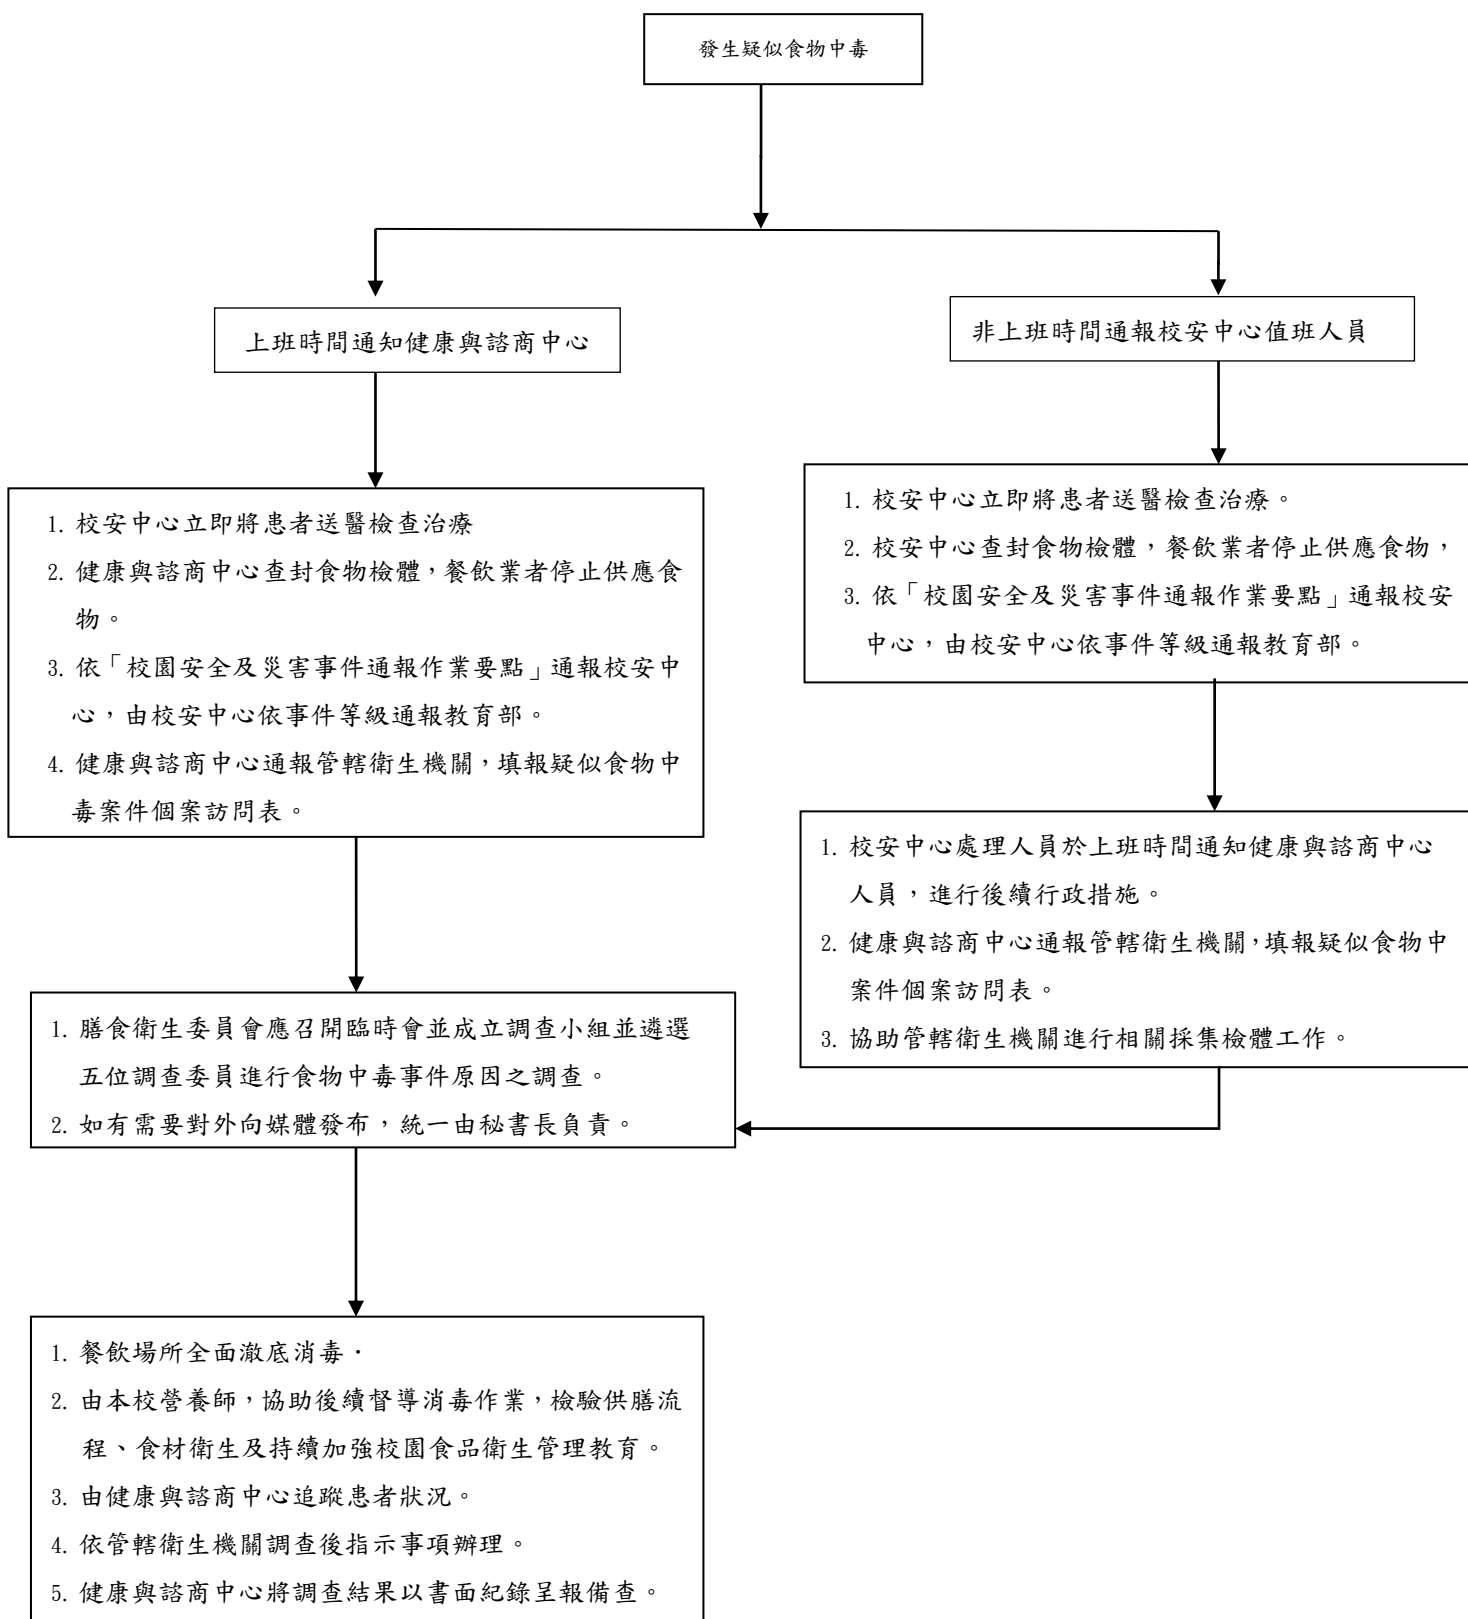 發生疑似食物中毒
上班時間通知健康與諮商中心
非上班時間通報校安中心值班人員
1. 校安中心立即將患者送醫檢查治療
2. 健康與諮商中心查封食物檢體，餐飲業者停止供應食
物。
3. 依「校園安全及災害事件通報作業要點」通報校安中
心，由校安中心依事件等級通報教育部。
4. 健康與諮商中心通報管轄衛生機關，填報疑似食物中
毒案件個案訪問表。
1. 校安中心立即將患者送醫檢查治療。
2. 校安中心查封食物檢體，餐飲業者停止供應食物，
3. 依「校園安全及災害事件通報作業要點」通報校安
中心，由校安中心依事件等級通報教育部。
1. 校安中心處理人員於上班時間通知健康與諮商中心
人員，進行後續行政措施。
2. 健康與諮商中心通報管轄衛生機關，填報疑似食物中
案件個案訪問表。
3. 協助管轄衛生機關進行相關採集檢體工作。
1. 膳食衛生委員會應召開臨時會並成立調查小組並遴選
五位調查委員進行食物中毒事件原因之調查。
2. 如有需要對外向媒體發布，統一由秘書長負責。
1. 餐飲場所全面澈底消毒．
2. 由本校營養師，協助後續督導消毒作業，檢驗供膳流
程、食材衛生及持續加強校園食品衛生管理教育。
3. 由健康與諮商中心追蹤患者狀況。
4. 依管轄衛生機關調查後指示事項辦理。
5. 健康與諮商中心將調查結果以書面紀錄呈報備查。